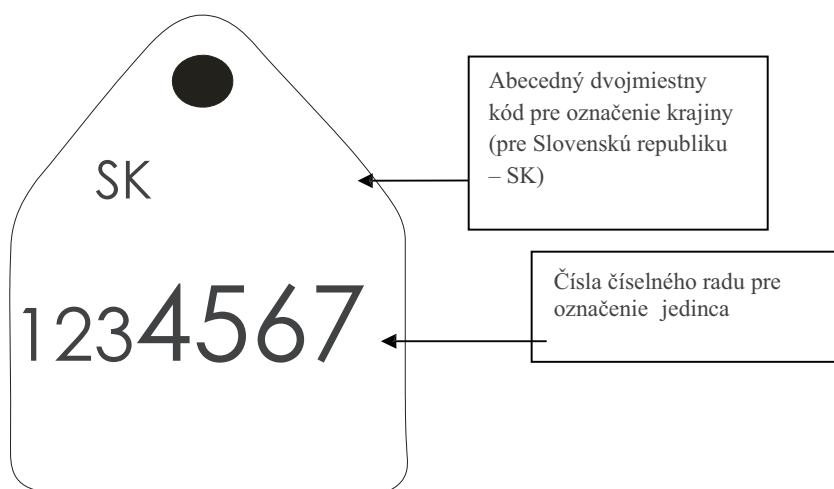 Abecedný dvojmiestny
kód pre označenie krajiny
(pre Slovenskú republiku
– SK)
SK
Čísla číselného radu pre
označenie jedinca
1234567